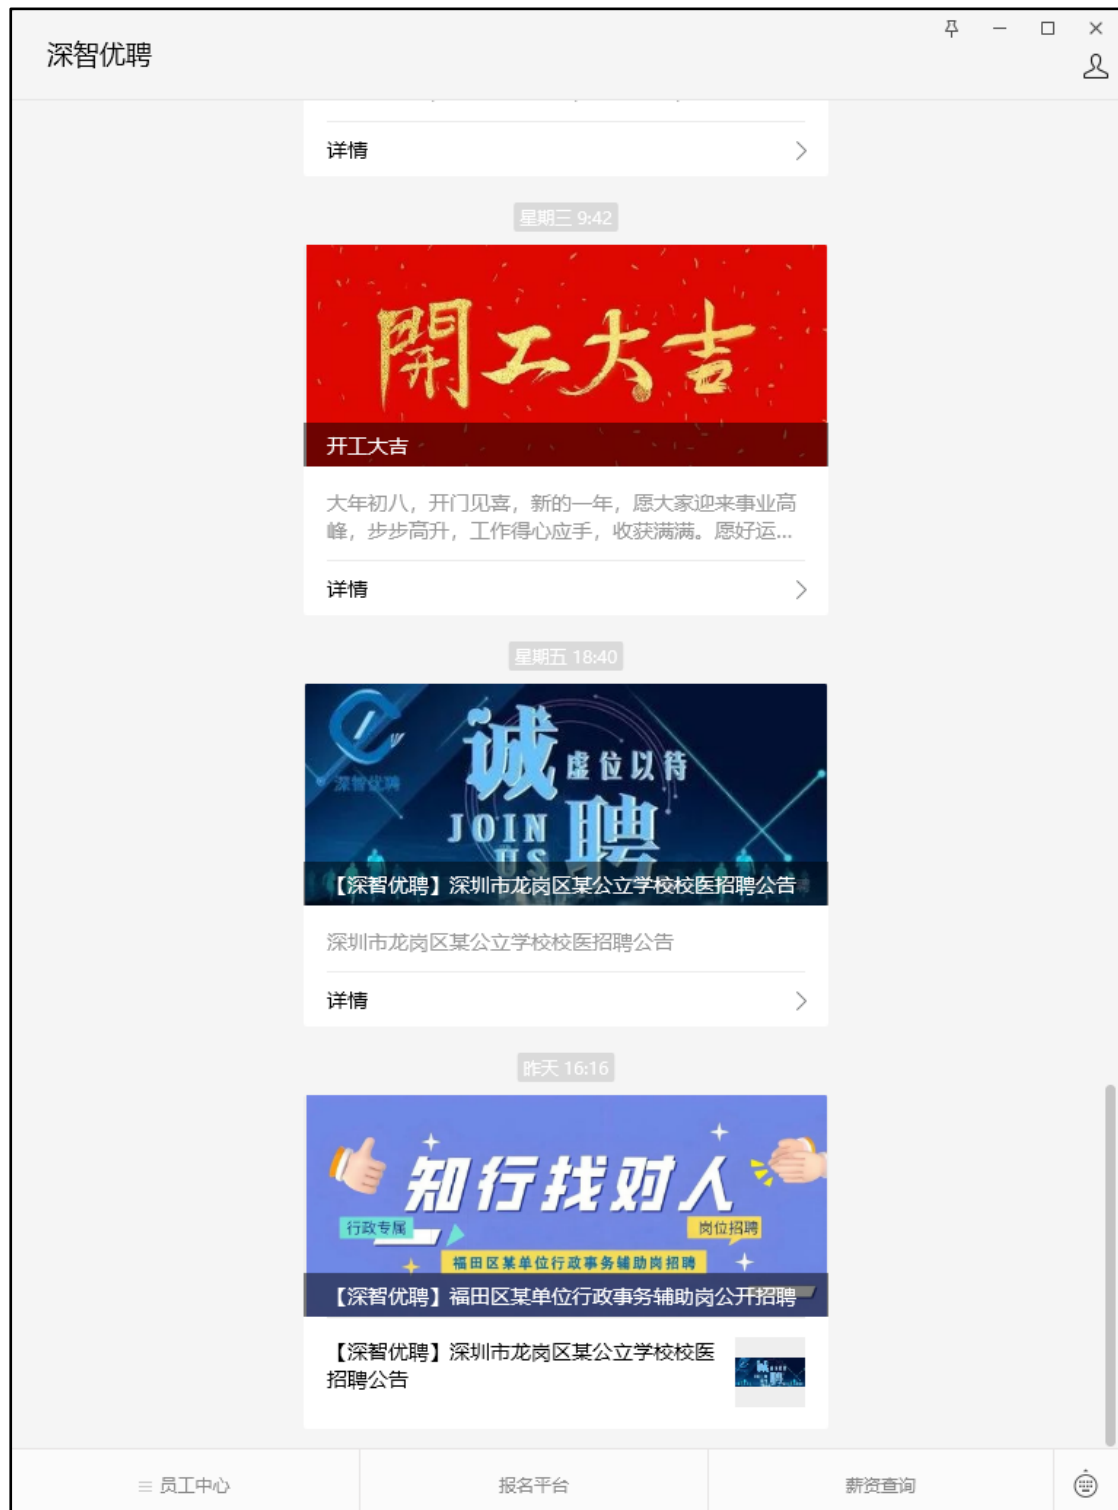 深智优聘
详情
星期三 9:42
開工大吉
开工大吉
大年初八，开门见喜，新的一年，愿大家迎来事业高
峰，步步高升，工作得心应手，收获满满。愿好运...
详情
星期五 18:40
深智优聘
诚
虚位以待
JOIN
US
聘
【深智优聘】深圳市龙岗区某公立学校校医招聘公告
深圳市龙岗区某公立学校校医招聘公告
详情
昨天 16:16
知行找对人
行政专属
岗位招聘
福田区某单位行政事务辅助岗招聘
【深智优聘】福田区某单位行政事务辅助岗公开招聘
【深智优聘】深圳市龙岗区某公立学校校医
招聘公告
诚
聘
员工中心
报名平台
薪资查询